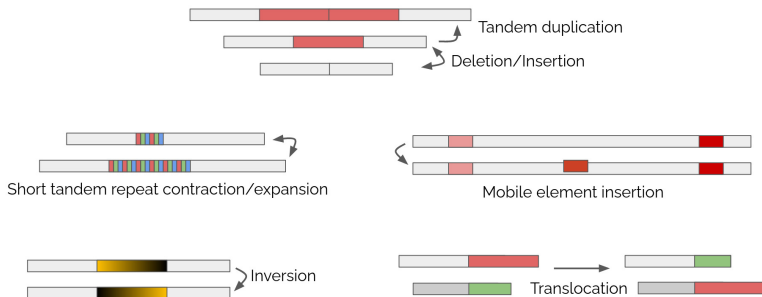 Tandem duplication
Deletion/Insertion
Short tandem repeat contraction/expansion
Mobile element insertion
Inversion
Translocation